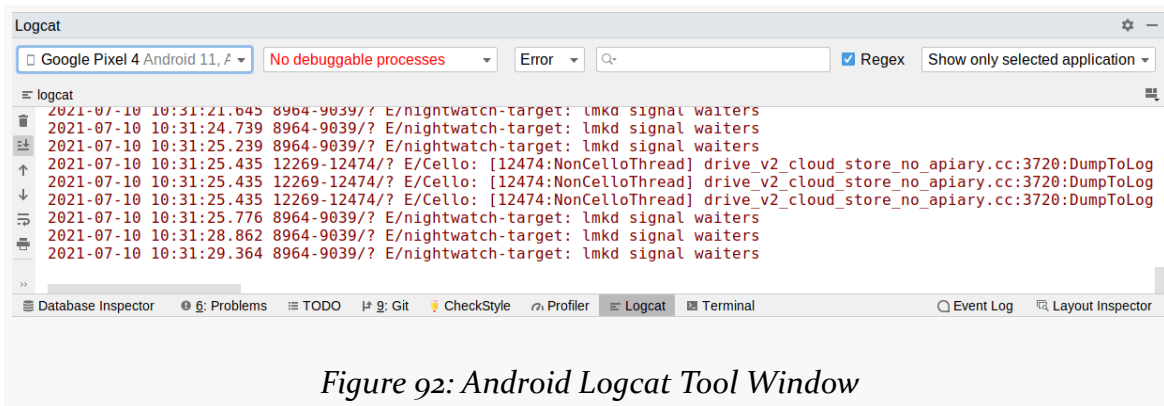 Logcat
Google Pixel 4 Android 11, A
No debuggable processes
Error
Regex
Show only selected application
logcat
2021-07-10 10:31:21.645 8964-9039/? E/nightwatch-target: lmkd signal waiters
2021-07-10 10:31:24.739 8964-9039/? E/nightwatch-target: lmkd signal waiters
2021-07-10 10:31:25.239 8964-9039/? E/nightwatch-target: lmkd signal waiters
2021-07-10 10:31:25.435 12269-12474/? E/Cello: [12474:NonCelloThread] drive_v2_cloud_store_no_apiary.cc:3720:DumpToLog
2021-07-10 10:31:25.435 12269-12474/? E/Cello: [12474:NonCelloThread] drive_v2_cloud_store_no_apiary.cc:3720:DumpToLog
2021-07-10 10:31:25.435 12269-12474/? E/Cello: [12474:NonCelloThread] drive_v2_cloud_store_no_apiary.cc:3720:DumpToLog
2021-07-10 10:31:25.776 8964-9039/? E/nightwatch-target: lmkd signal waiters
2021-07-10 10:31:28.862 8964-9039/? E/nightwatch-target: lmkd signal waiters
2021-07-10 10:31:29.364 8964-9039/? E/nightwatch-target: lmkd signal waiters
Database Inspector 6: Problems TODO 9: Git CheckStyle Profiler Logcat Terminal Event Log Layout Inspector
Figure 92: Android Logcat Tool Window